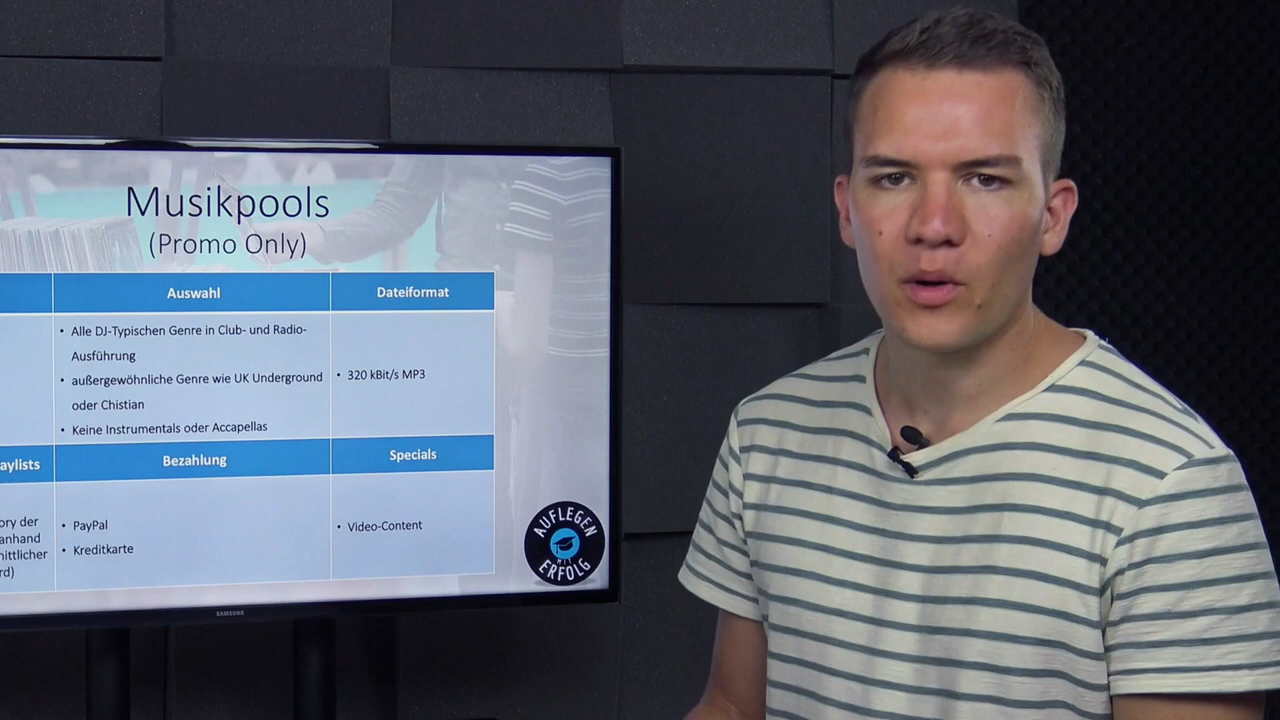 Musikpools
(Promo Only)
Auswahl
Dateiformat
• Alle DJ-Typischen Genre in Club- und Radio-
Ausführung
• außergewöhnliche Genre wie UK Underground
oder Chistian
• Keine Instrumentals oder Accapellas
• 320 kBit/s MP3
aylists
Bezahlung
Specials
ory der
anhand
nittlicher
rd)
• PayPal
• Kreditkarte
• Video-Content
AUFLEGEN
MIT
ERFOLG
SAMSUNG